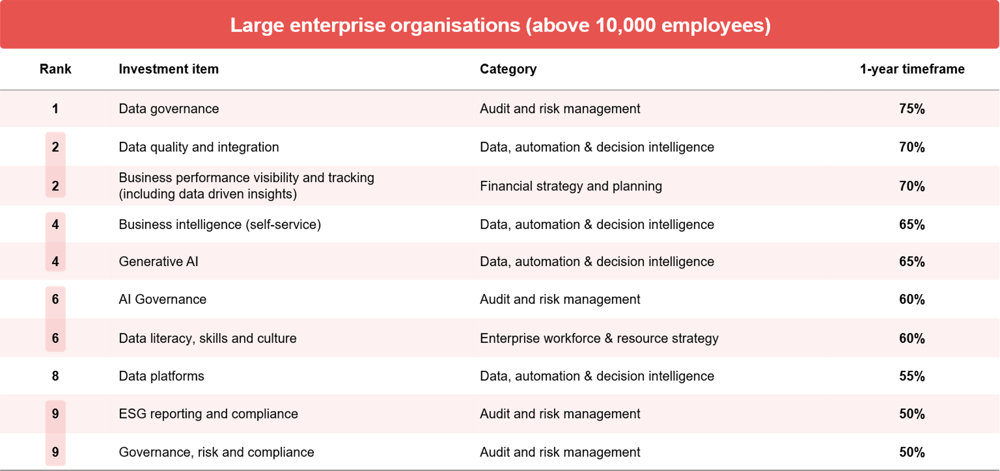 Large enterprise organisations (above 10,000 employees)
Rank Investment item Category 1-year timeframe
1 Data governance Audit and risk management 75%
2 Data quality and integration Data, automation & decision intelligence 70%
2 Business performance visibility and tracking
(including data driven insights) Financial strategy and planning 70%
4 Business intelligence (self-service) Data, automation & decision intelligence 65%
4 Generative AI Data, automation & decision intelligence 65%
6 AI Governance Audit and risk management 60%
6 Data literacy, skills and culture Enterprise workforce & resource strategy 60%
8 Data platforms Data, automation & decision intelligence 55%
9 ESG reporting and compliance Audit and risk management 50%
9 Governance, risk and compliance Audit and risk management 50%